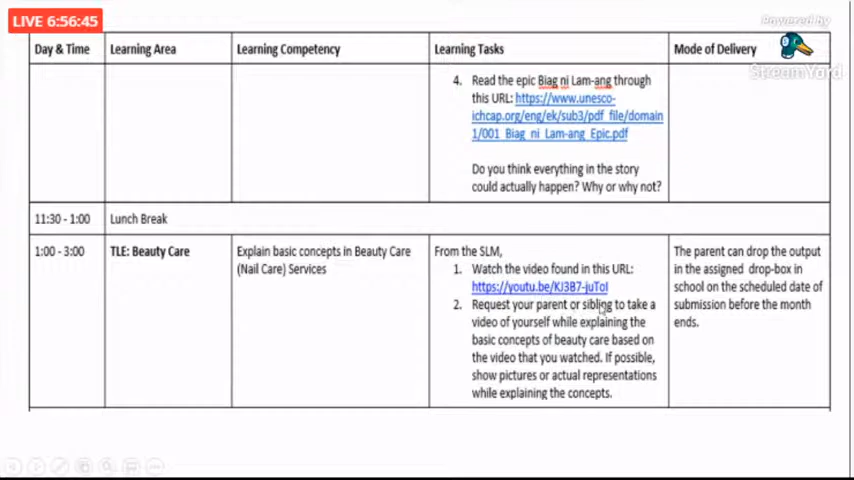 LIVE 6:56:45
Powered by
StreamYard
Day & Time
Learning Area
Learning Competency
Learning Tasks
Mode of Delivery
4. Read the epic Biag ni Lam-ang through
this URL: https://www.unesco-
ichcap.org/eng/ek/sub3/pdf_file/domain
1/001_Biag_ni_Lam-ang_Epic.pdf
Do you think everything in the story
could actually happen? Why or why not?
11:30 - 1:00
Lunch Break
1:00 - 3:00
TLE: Beauty Care
Explain basic concepts in Beauty Care
(Nail Care) Services
From the SLM,
1. Watch the video found in this URL:
https://youtu.be/KJ3B7-juToI
2. Request your parent or sibling to take a
video of yourself while explaining the
basic concepts of beauty care based on
the video that you watched. If possible,
show pictures or actual representations
while explaining the concepts.
The parent can drop the output
in the assigned drop-box in
school on the scheduled date of
submission before the month
ends.